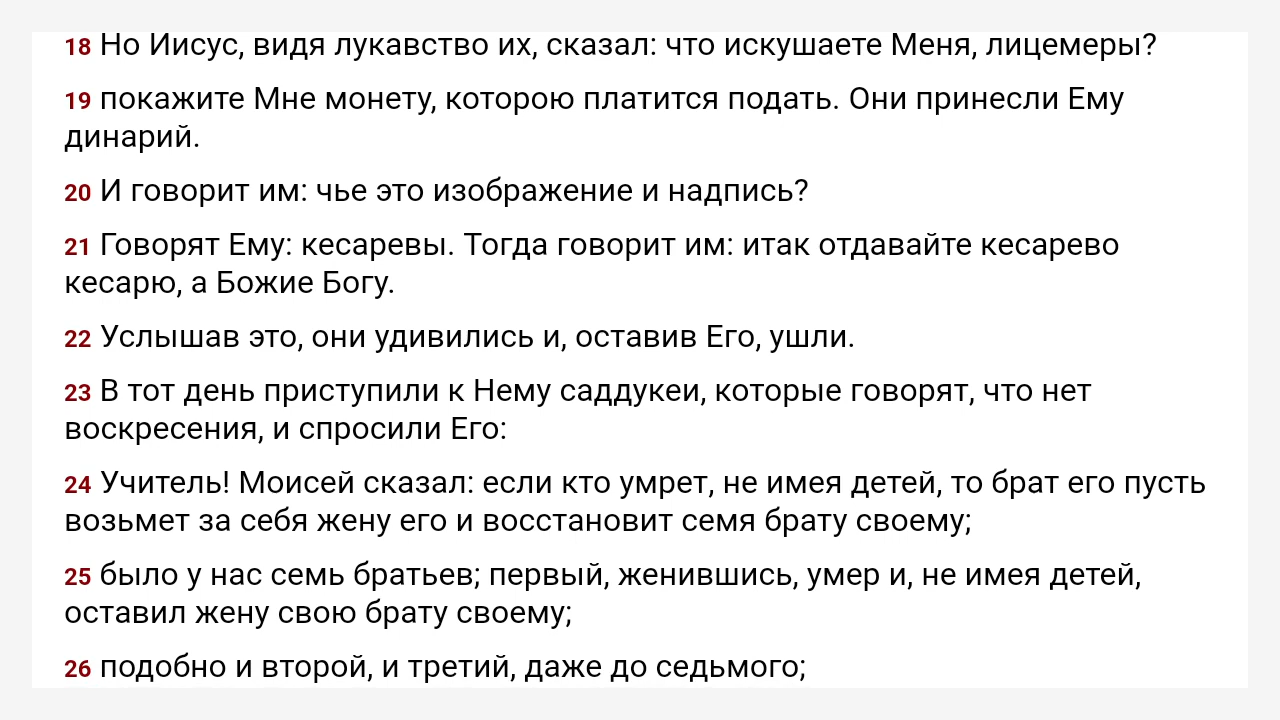 18 Но Иисус, видя лукавство их, сказал: что искушаете Меня, лицемеры?
19 покажите Мне монету, которою платится подать. Они принесли Ему
динарий.
20 И говорит им: чье это изображение и надпись?
21 Говорят Ему: кесаревы. Тогда говорит им: итак отдавайте кесарево
кесарю, а Божие Богу.
22 Услышав это, они удивились и, оставив Его, ушли.
23 В тот день приступили к Нему саддукеи, которые говорят, что нет
воскресения, и спросили Его:
24 Учитель! Моисей сказал: если кто умрет, не имея детей, то брат его пусть
возьмет за себя жену его и восстановит семя брату своему;
25 было у нас семь братьев; первый, женившись, умер и, не имея детей,
оставил жену свою брату своему;
26 подобно и второй, и третий, даже до седьмого;